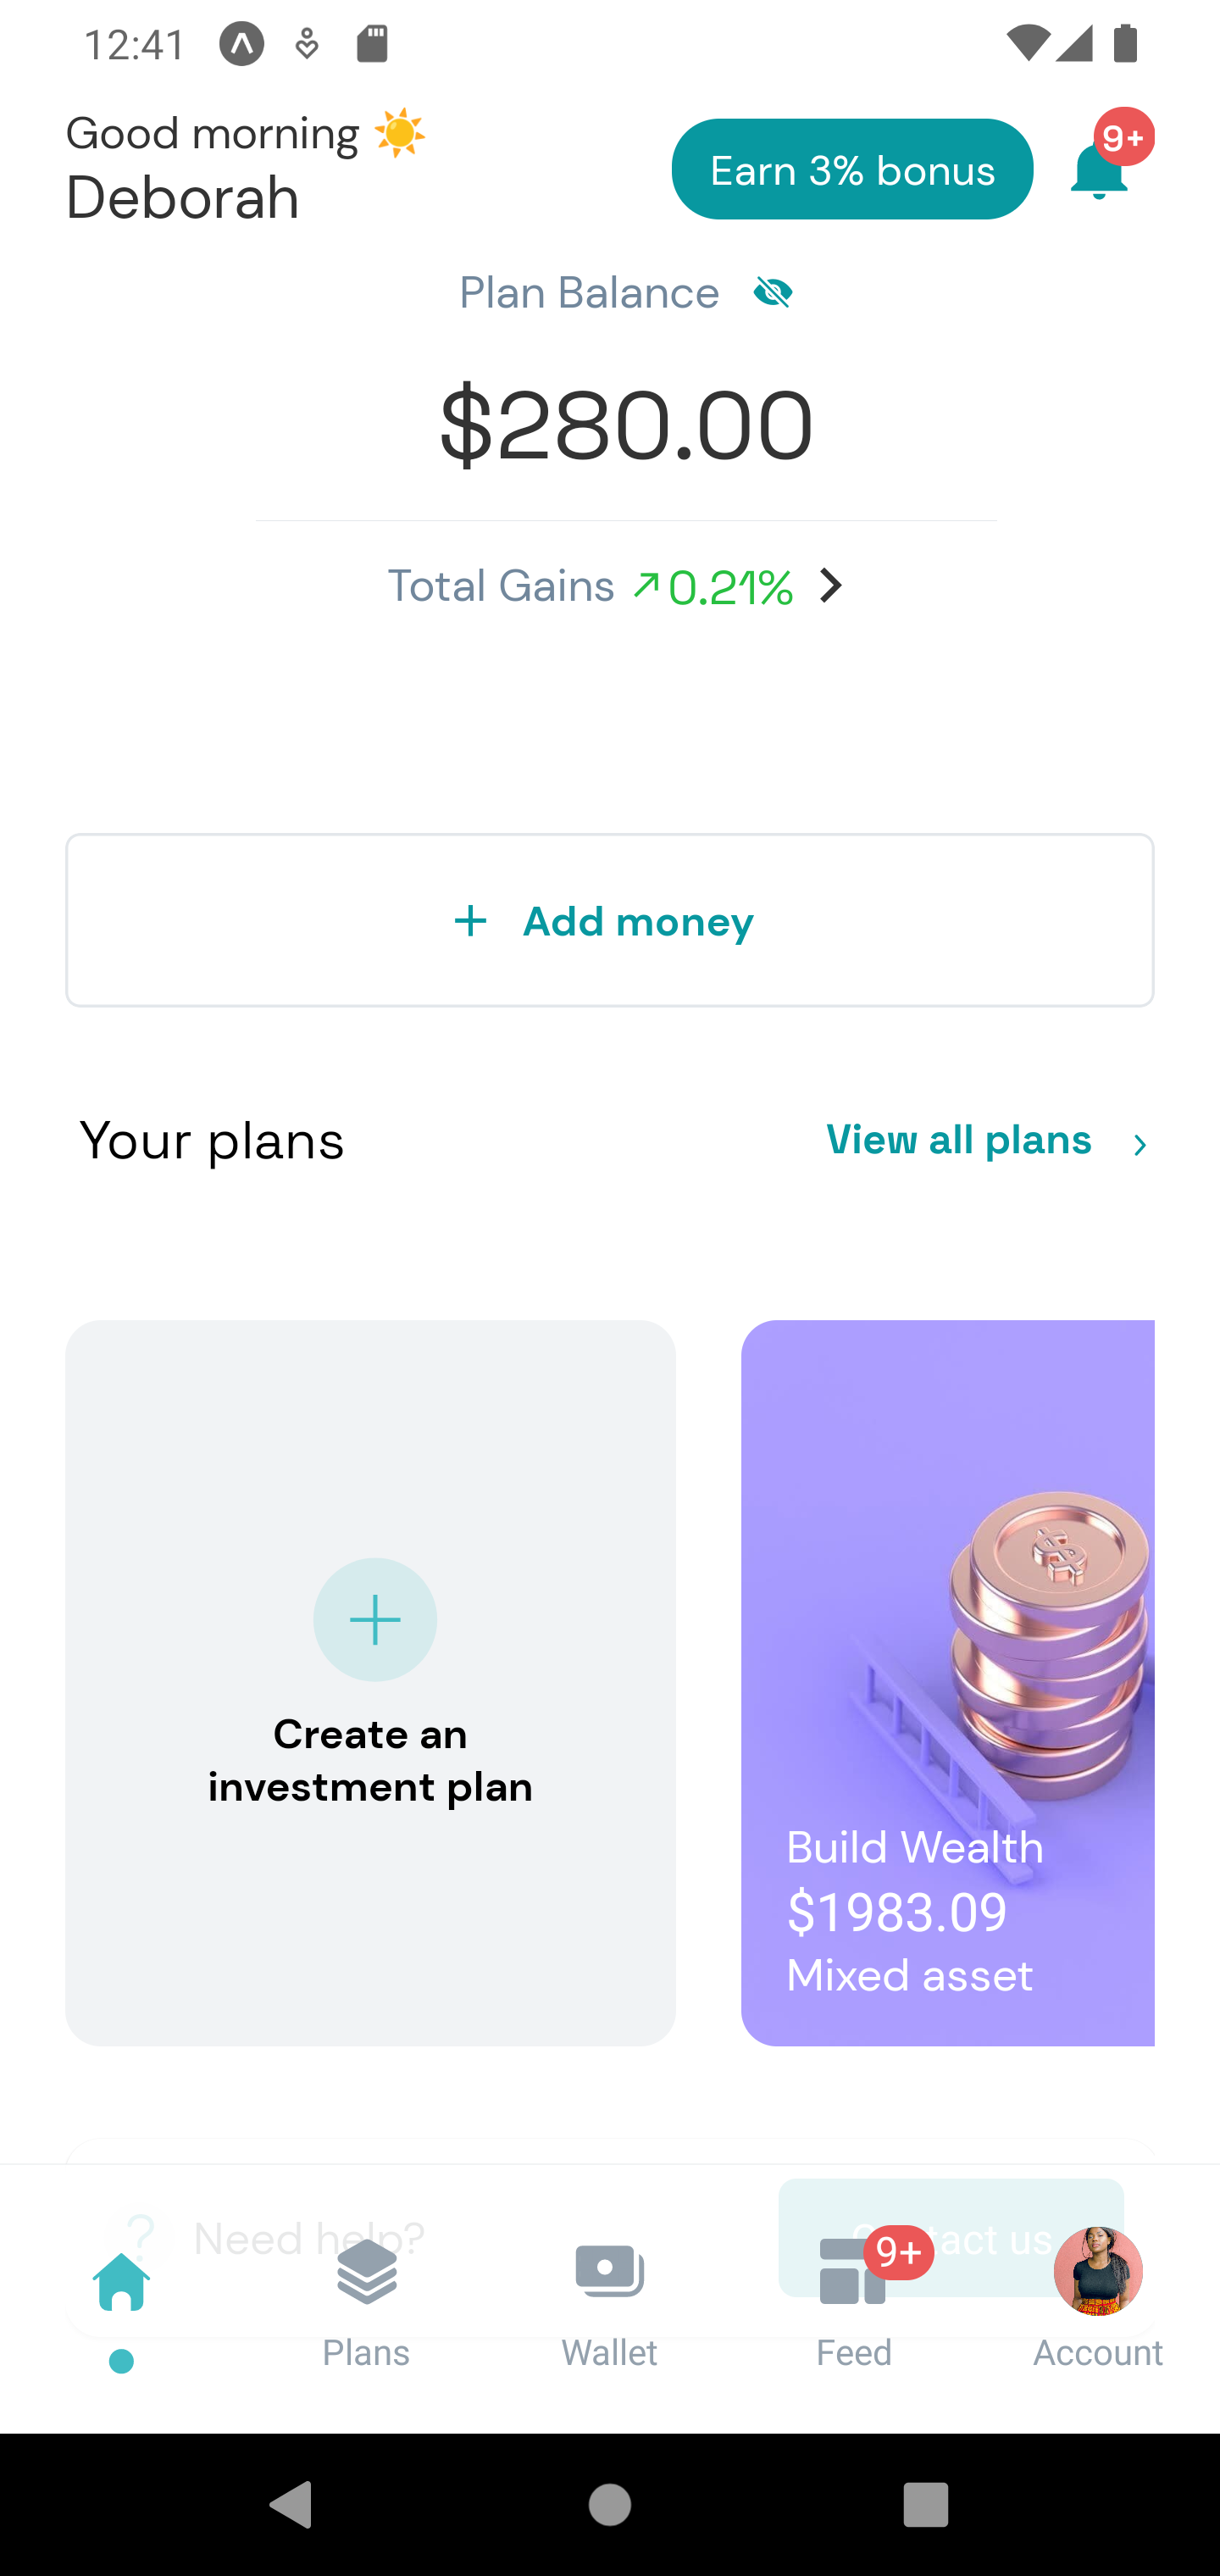 12:41
Good morning ☀️
Deborah
Earn 3% bonus
9+
Plan Balance
$280.00
Total Gains ↗0.21%
+ Add money
Your plans
View all plans
Create an
investment plan
Build Wealth
$1983.09
Mixed asset
? Need help?
tact us
9+
Plans
Wallet
Feed
Account